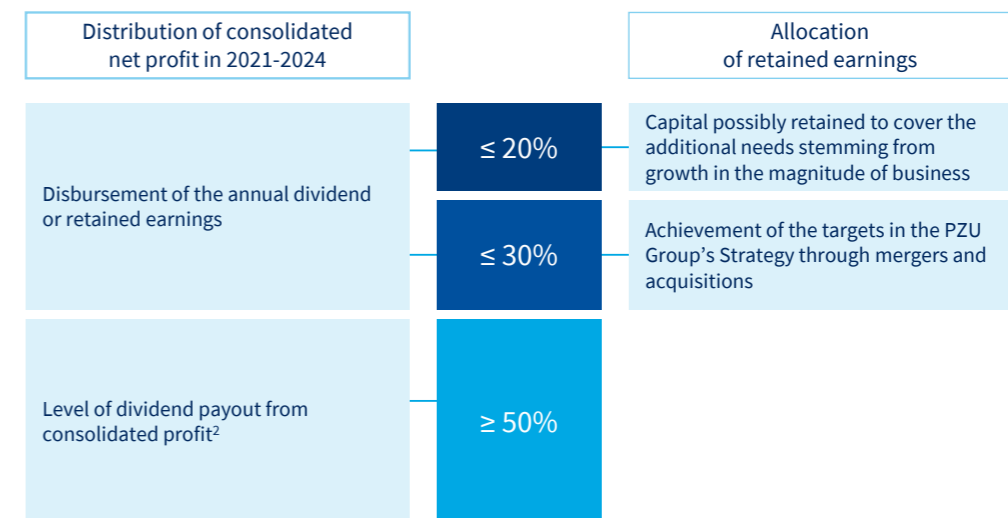 Distribution of consolidated
net profit in 2021-2024
Allocation
of retained earnings
Disbursement of the annual dividend
or retained earnings
≤ 20%
Capital possibly retained to cover the
additional needs stemming from
growth in the magnitude of business
≤ 30%
Achievement of the targets in the PZU
Group’s Strategy through mergers and
acquisitions
Level of dividend payout from
consolidated profit²
≥ 50%